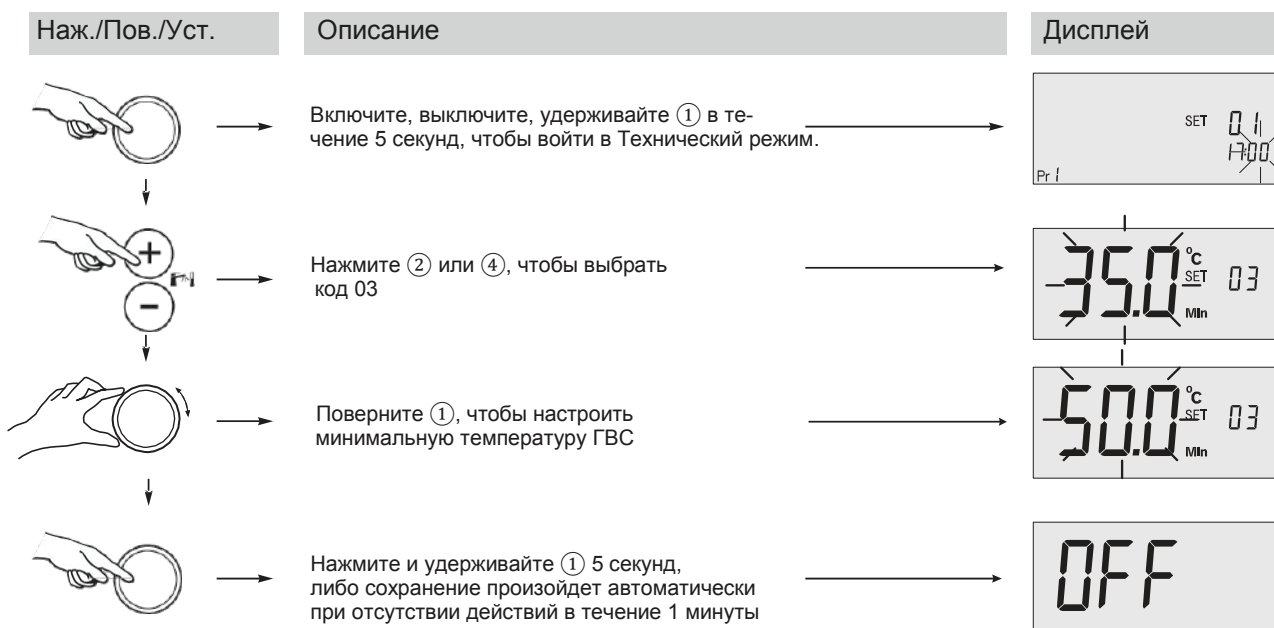 Наж./Пов./Уст.
Описание
Дисплей
Включите, выключите, удерживайте ① в те-
чение 5 секунд, чтобы войти в Технический режим.
SET 01
17:00
Pr 1
+
−
Нажмите ② или ④, чтобы выбрать
код 03
35.0 °c SET Min 03
Поверните ①, чтобы настроить
минимальную температуру ГВС
50.0 °c SET Min 03
Нажмите и удерживайте ① 5 секунд,
либо сохранение произойдет автоматически
при отсутствии действий в течение 1 минуты
OFF